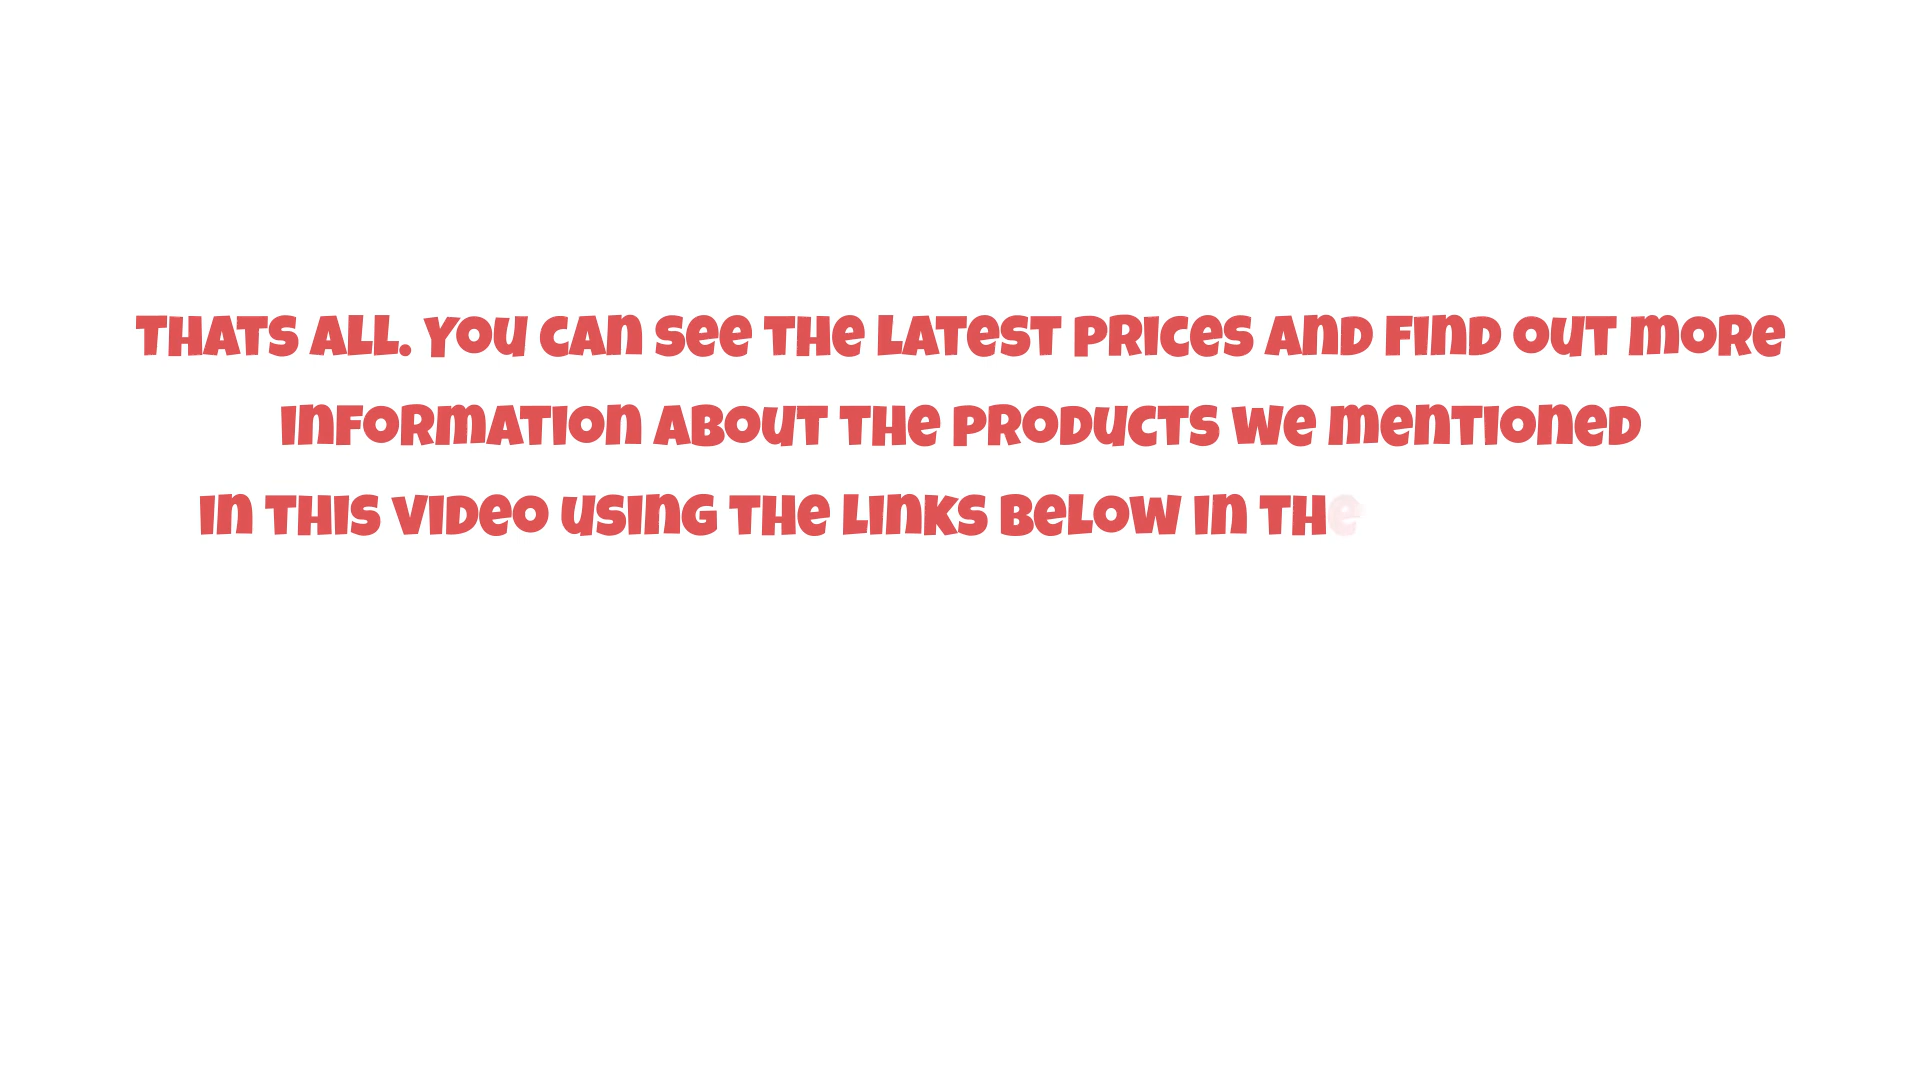 THATS ALL. YOU CAN SEE THE LATEST PRICES AND FIND OUT MORE
INFORMATION ABOUT THE PRODUCTS WE MENTIONED
IN THIS VIDEO USING THE LINKS BELOW IN THE